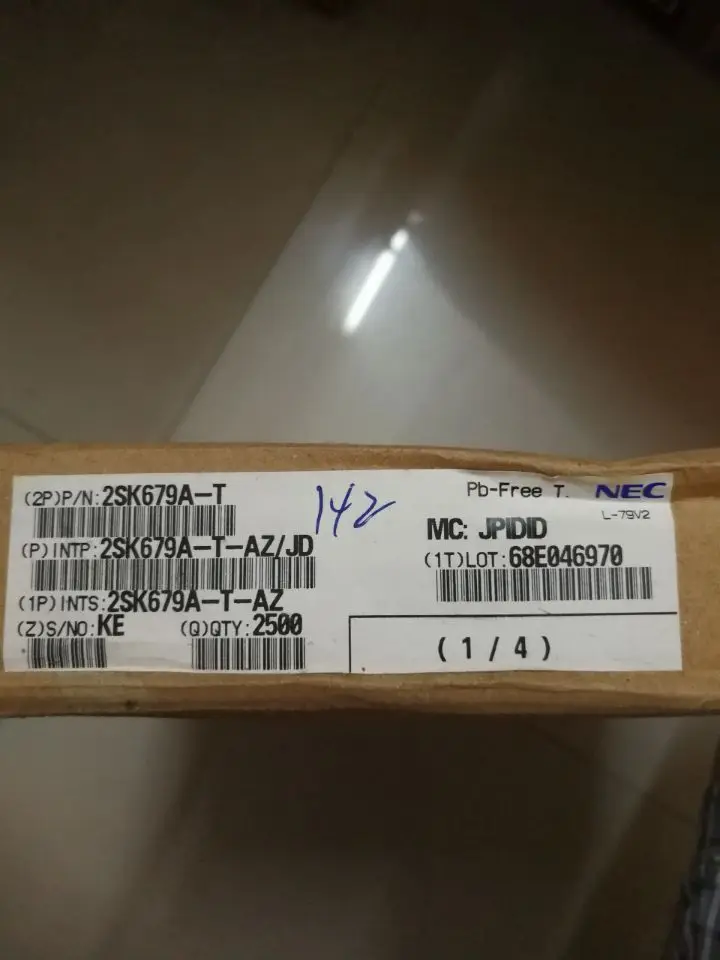 (2P)P/N:2SK679A-T
142
Pb-Free T. NEC
L-79V2
(P)INTP:2SK679A-T-AZ/JD
MC: JPIDID
(1T)LOT:68E046970
(1P)INTS:2SK679A-T-AZ
(Z)S/NO:KE (Q)QTY:2500
(1/4)